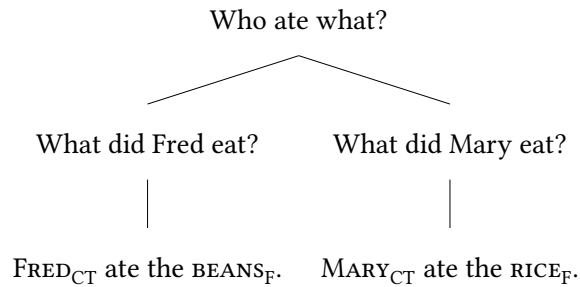 Who ate what?
What did Fred eat? What did Mary eat?
FRED_CT ate the BEANS_F. MARY_CT ate the RICE_F.